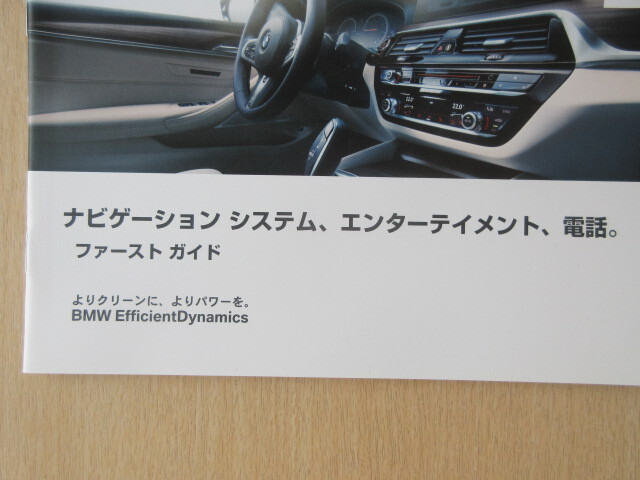 ナビゲーション システム、エンターテイメント、電話。
ファースト ガイド
よりクリーンに、よりパワーを。
BMW EfficientDynamics